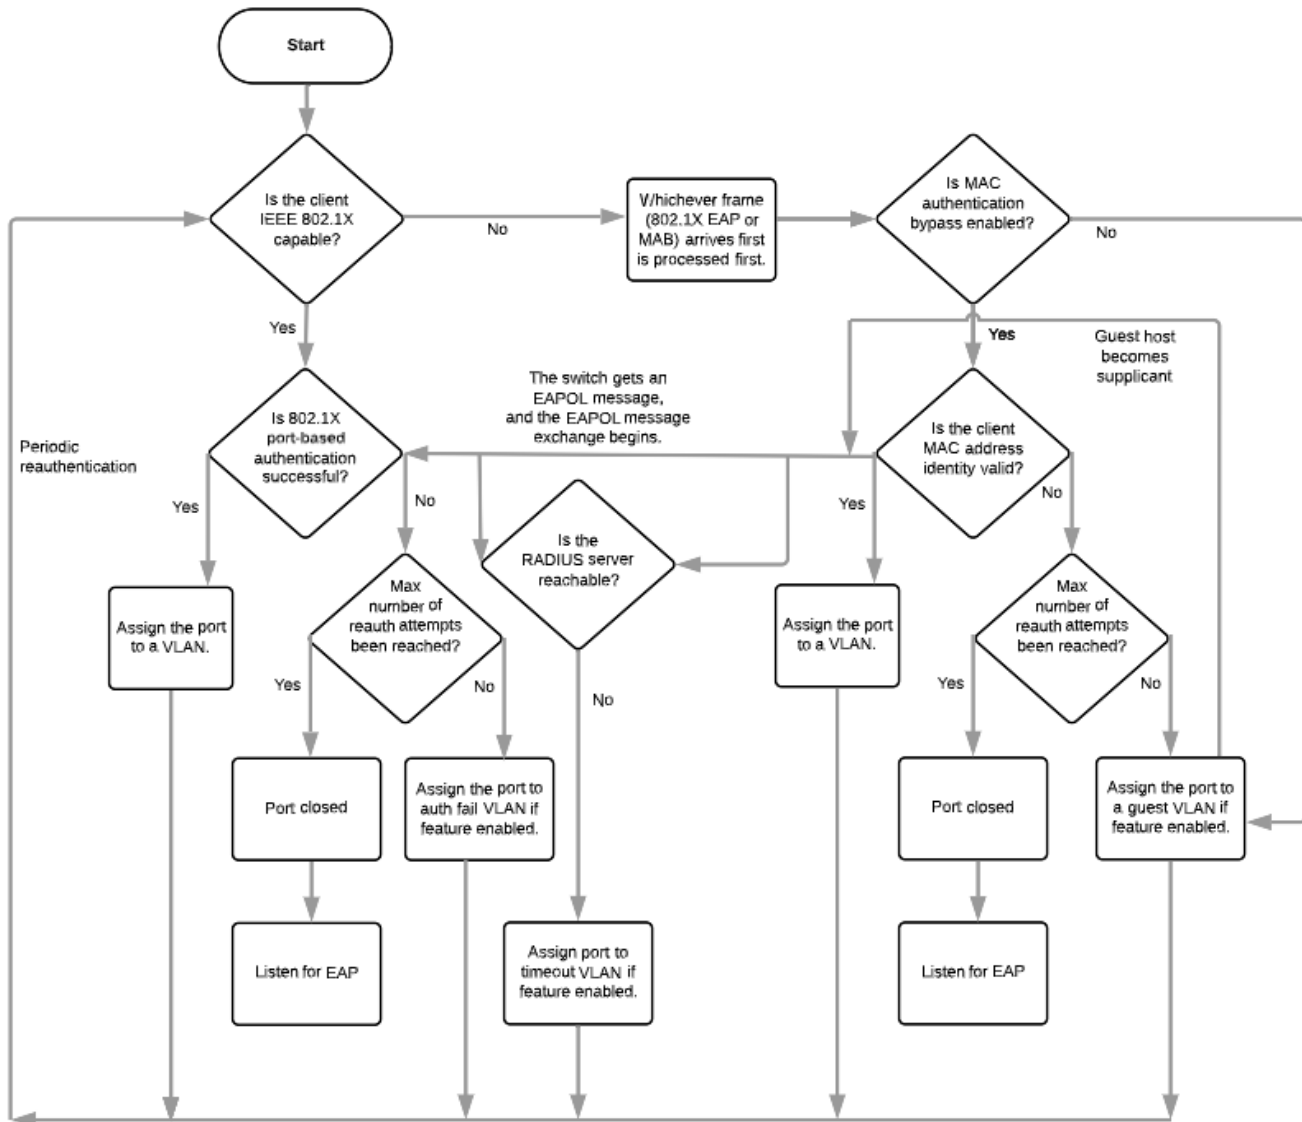 Start
Is the client
IEEE 802.1X
capable?
No
Whichever frame
(802.1X EAP or
MAB) arrives first
is processed first.
Is MAC
authentication
bypass enabled?
No
Yes
Yes
Guest host
becomes
supplicant
The switch gets an
EAPOL message,
and the EAPOL message
exchange begins.
Periodic
reauthentication
Is 802.1X
port-based
authentication
successful?
Is the client
MAC address
identity valid?
Yes
No
Is the
RADIUS server
reachable?
Yes
No
Assign the port
to a VLAN.
Max
number of
reauth attempts
been reached?
Assign the port
to a VLAN.
Max
number of
reauth attempts
been reached?
Yes
No
No
Yes
No
Port closed
Assign the port to
auth fail VLAN if
feature enabled.
Port closed
Assign the port to
a guest VLAN if
feature enabled.
Listen for EAP
Assign port to
timeout VLAN if
feature enabled.
Listen for EAP